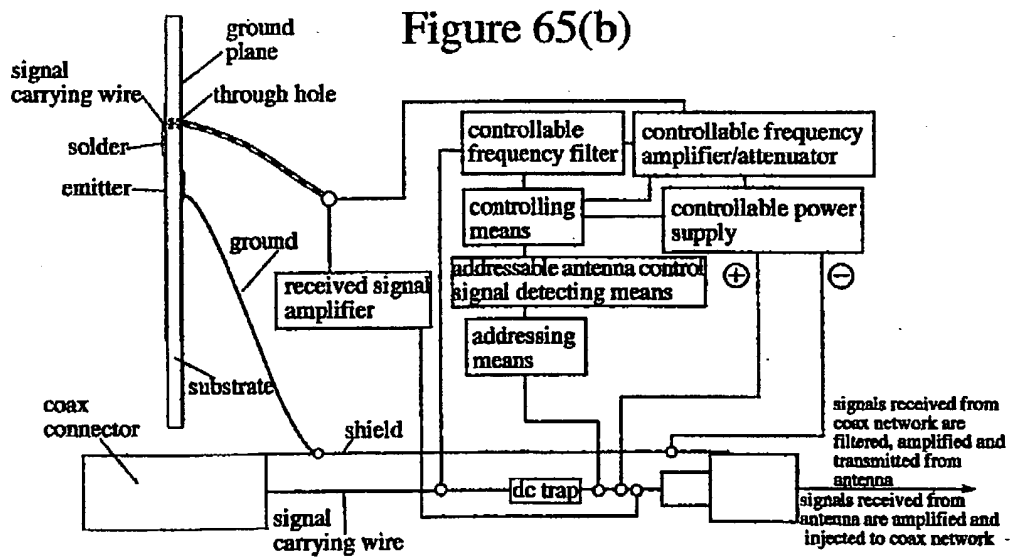 Figure 65(b)
ground
plane
signal
carrying wire
through hole
solder
emitter
ground
controllable
frequency filter
controllable frequency
amplifier/attenuator
controlling
means
controllable power
supply
addressable antenna control
signal detecting means
+
−
received signal
amplifier
addressing
means
substrate
coax
connector
shield
signals received from
coax network are
filtered, amplified and
transmitted from
antenna
dc trap
signal
carrying wire
signals received from
antenna are amplified and
injected to coax network